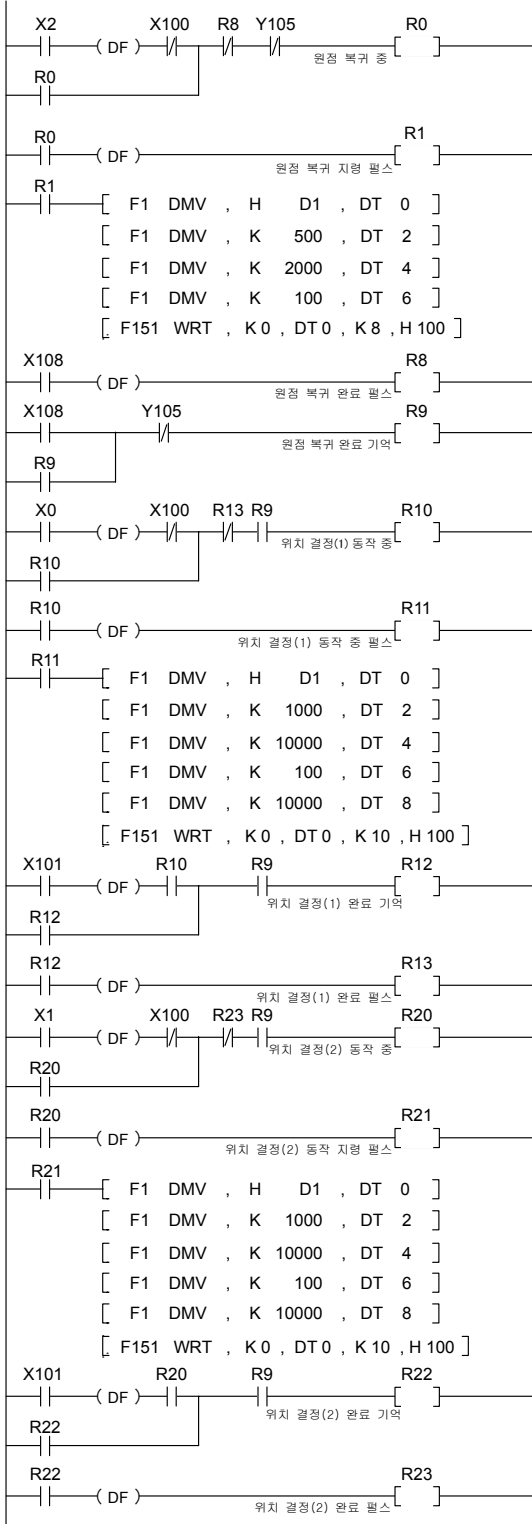 X2 X100 R8 Y105 R0
( DF )
원점 복귀 중
R0
R0 R1
( DF )
원점 복귀 지령 펄스
R1
[ F1 DMV , H D1 , DT 0 ]
[ F1 DMV , K 500 , DT 2 ]
[ F1 DMV , K 2000 , DT 4 ]
[ F1 DMV , K 100 , DT 6 ]
[ F151 WRT , K 0 , DT 0 , K 8 , H 100 ]
X108 R8
( DF )
원점 복귀 완료 펄스
X108 Y105 R9
원점 복귀 완료 기억
R9
X0 X100 R13 R9 R10
( DF )
위치 결정(1) 동작 중
R10
R10 R11
( DF )
위치 결정(1) 동작 중 펄스
R11
[ F1 DMV , H D1 , DT 0 ]
[ F1 DMV , K 1000 , DT 2 ]
[ F1 DMV , K 10000 , DT 4 ]
[ F1 DMV , K 100 , DT 6 ]
[ F1 DMV , K 10000 , DT 8 ]
[ F151 WRT , K 0 , DT 0 , K 10 , H 100 ]
X101 R10 R9 R12
( DF )
위치 결정(1) 완료 기억
R12
R12 R13
( DF )
위치 결정(1) 완료 펄스
X1 X100 R23 R9 R20
( DF )
위치 결정(2) 동작 중
R20
R20 R21
( DF )
위치 결정(2) 동작 지령 펄스
R21
[ F1 DMV , H D1 , DT 0 ]
[ F1 DMV , K 1000 , DT 2 ]
[ F1 DMV , K 10000 , DT 4 ]
[ F1 DMV , K 100 , DT 6 ]
[ F1 DMV , K 10000 , DT 8 ]
[ F151 WRT , K 0 , DT 0 , K 10 , H 100 ]
X101 R20 R9 R22
( DF )
위치 결정(2) 완료 기억
R22
R22 R23
( DF )
위치 결정(2) 완료 펄스